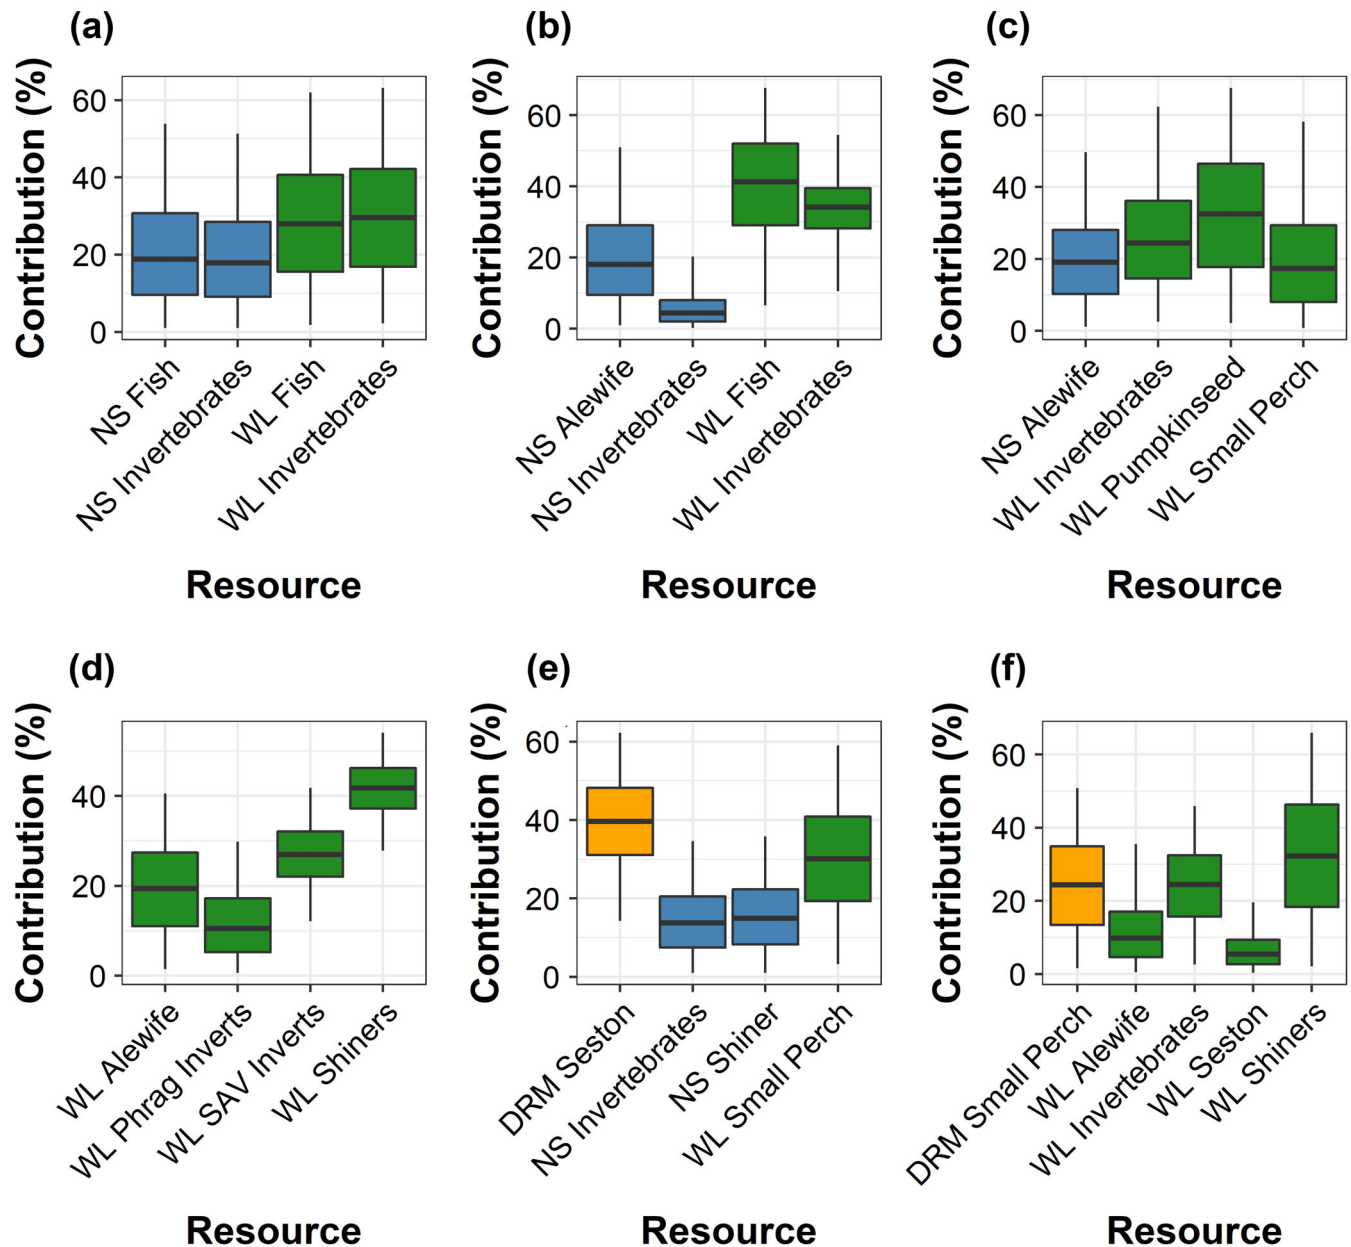 (a)
Contribution (%)
60
40
20
0
NS Fish
NS Invertebrates
WL Fish
WL Invertebrates
Resource
(b)
Contribution (%)
60
40
20
0
NS Alewife
NS Invertebrates
WL Fish
WL Invertebrates
Resource
(c)
Contribution (%)
60
40
20
0
NS Alewife
WL Invertebrates
WL Pumpkinseed
WL Small Perch
Resource
(d)
Contribution (%)
40
20
0
WL Alewife
WL Phrag Inverts
WL SAV Inverts
WL Shiners
Resource
(e)
Contribution (%)
60
40
20
0
DRM Seston
NS Invertebrates
NS Shiner
WL Small Perch
Resource
(f)
Contribution (%)
60
40
20
0
DRM Small Perch
WL Alewife
WL Invertebrates
WL Seston
WL Shiners
Resource